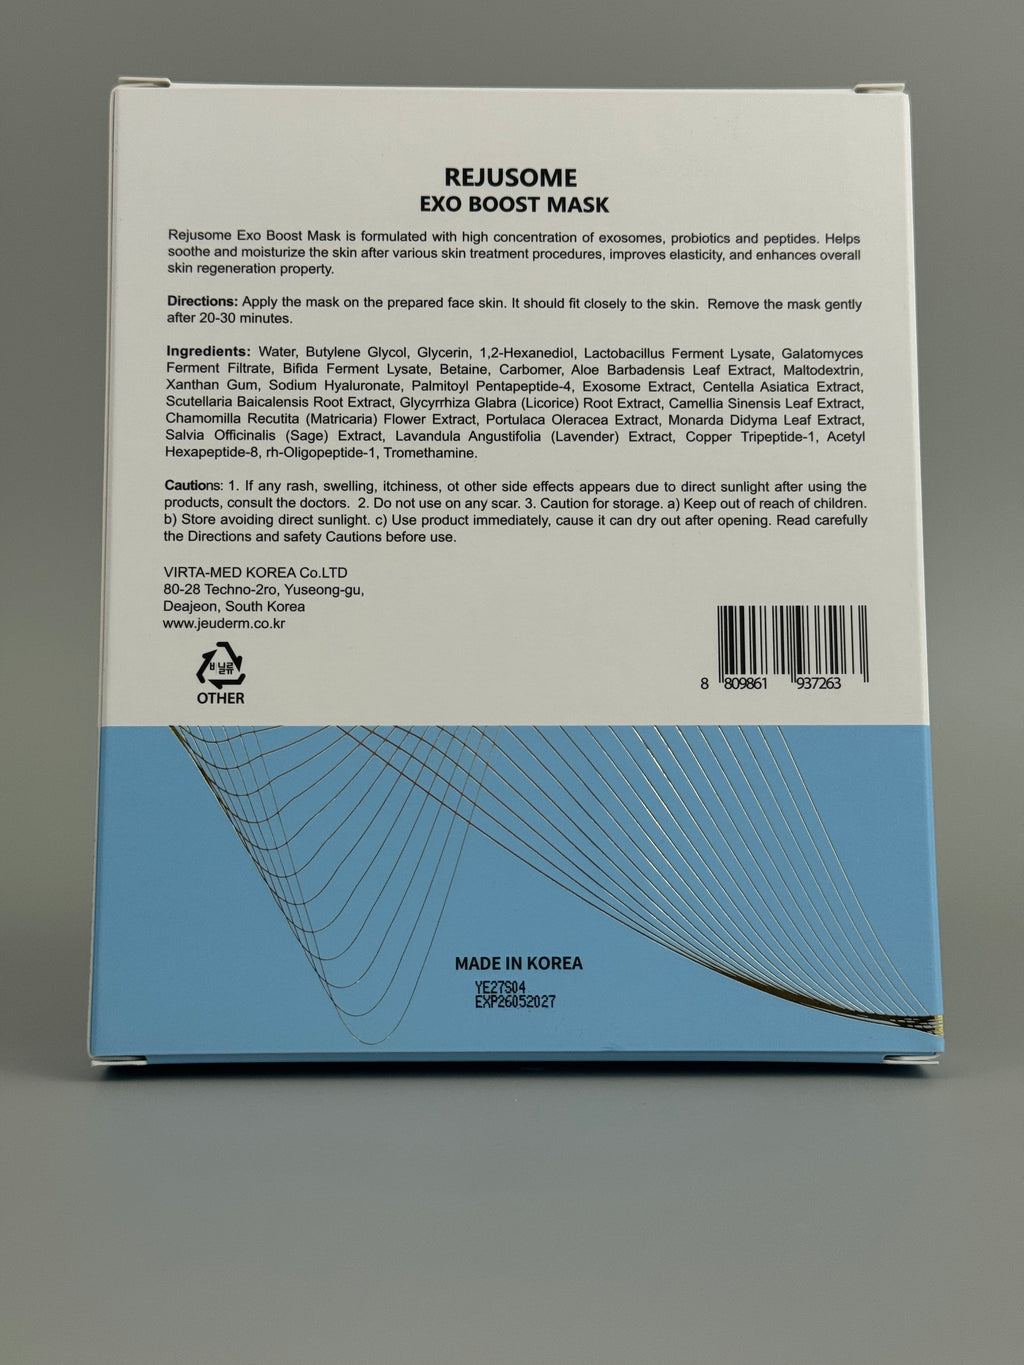 REJUSOME
EXO BOOST MASK
Rejusome Exo Boost Mask is formulated with high concentration of exosomes, probiotics and peptides. Helps
soothe and moisturize the skin after various skin treatment procedures, improves elasticity, and enhances overall
skin regeneration property.
Directions: Apply the mask on the prepared face skin. It should fit closely to the skin. Remove the mask gently
after 20-30 minutes.
Ingredients: Water, Butylene Glycol, Glycerin, 1,2-Hexanediol, Lactobacillus Ferment Lysate, Galatomyces
Ferment Filtrate, Bifida Ferment Lysate, Betaine, Carbomer, Aloe Barbadensis Leaf Extract, Maltodextrin,
Xanthan Gum, Sodium Hyaluronate, Palmitoyl Pentapeptide-4, Exosome Extract, Centella Asiatica Extract,
Scutellaria Baicalensis Root Extract, Glycyrrhiza Glabra (Licorice) Root Extract, Camellia Sinensis Leaf Extract,
Chamomilla Recutita (Matricaria) Flower Extract, Portulaca Oleracea Extract, Monarda Didyma Leaf Extract,
Salvia Officinalis (Sage) Extract, Lavandula Angustifolia (Lavender) Extract, Copper Tripeptide-1, Acetyl
Hexapeptide-8, rh-Oligopeptide-1, Tromethamine.
Cautions: 1. If any rash, swelling, itchiness, ot other side effects appears due to direct sunlight after using the
products, consult the doctors. 2. Do not use on any scar. 3. Caution for storage. a) Keep out of reach of children.
b) Store avoiding direct sunlight. c) Use product immediately, cause it can dry out after opening. Read carefully
the Directions and safety Cautions before use.
VIRTA-MED KOREA Co.LTD
80-28 Techno-2ro, Yuseong-gu,
Deajeon, South Korea
www.jeuderm.co.kr
비닐류
OTHER
8 809861 937263
MADE IN KOREA
YE27S04
EXP26052027